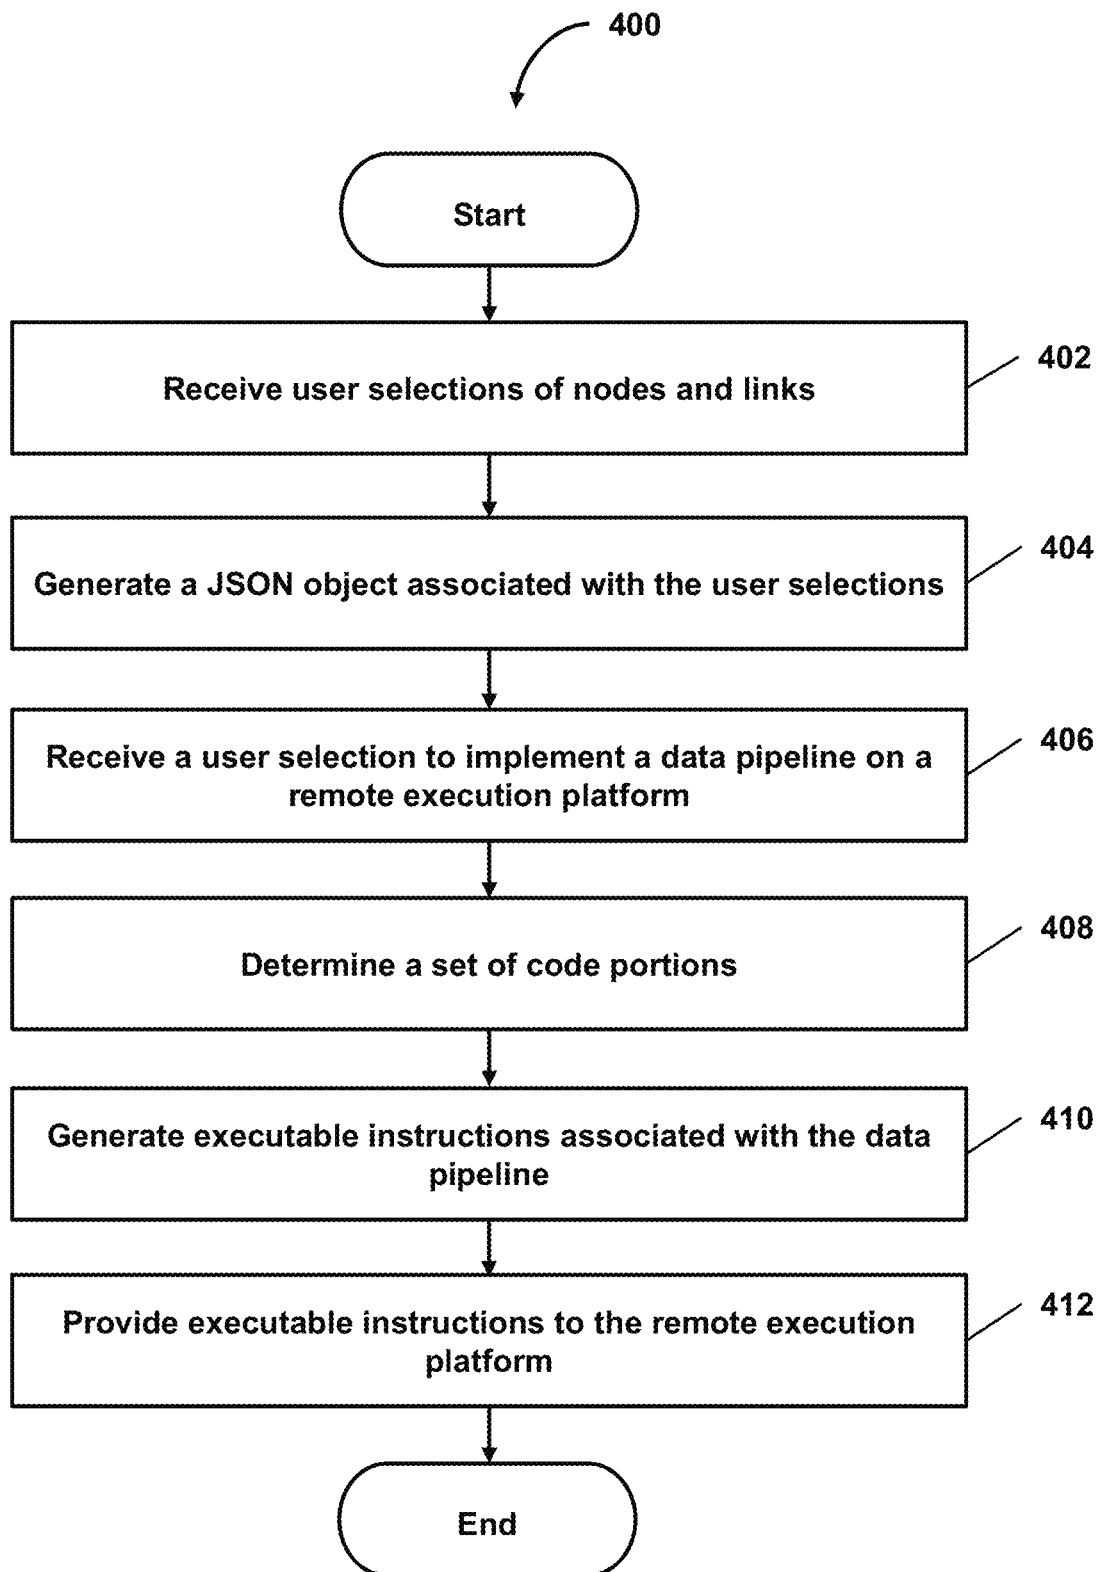 400
Start
402
Receive user selections of nodes and links
404
Generate a JSON object associated with the user selections
406
Receive a user selection to implement a data pipeline on a
remote execution platform
408
Determine a set of code portions
410
Generate executable instructions associated with the data
pipeline
412
Provide executable instructions to the remote execution
platform
End